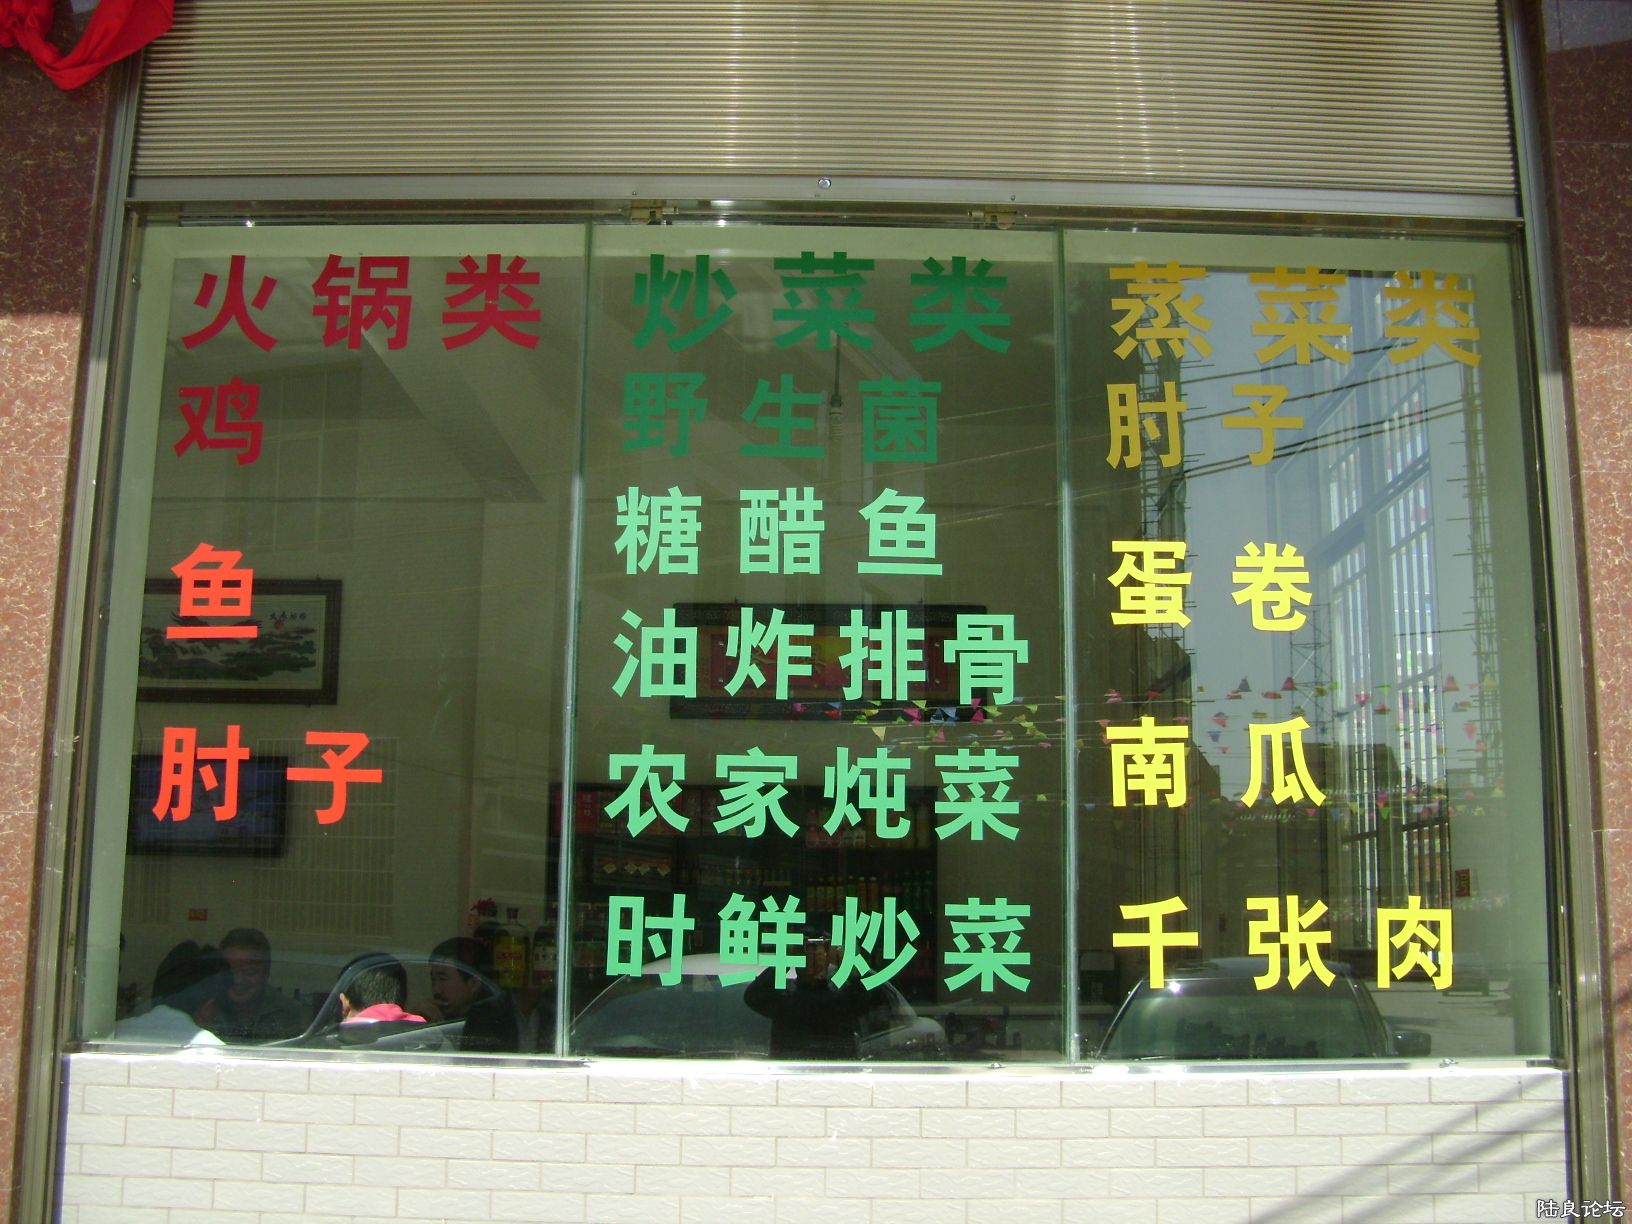 火锅类
鸡
鱼
肘子
炒菜类
野生菌
糖醋鱼
油炸排骨
农家炖菜
时鲜炒菜
蒸菜类
肘子
蛋卷
南瓜
千张肉
陆良论坛